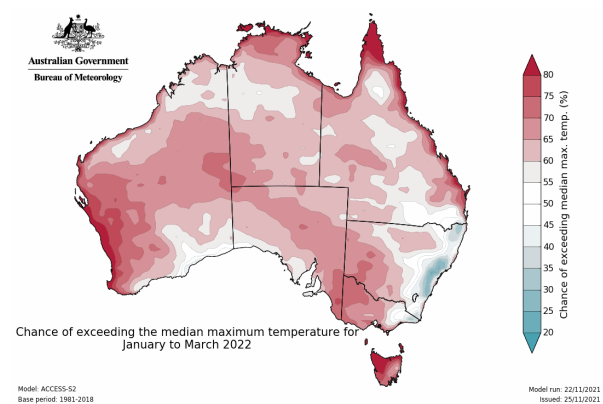 Australian Government
Bureau of Meteorology
80
75
70
65
60
55
50
45
40
35
30
25
20
Chance of exceeding median max. temp. (%)
Chance of exceeding the median maximum temperature for
January to March 2022
Model: ACCESS-S2
Base period: 1981-2018
Model run: 22/11/2021
Issued: 25/11/2021